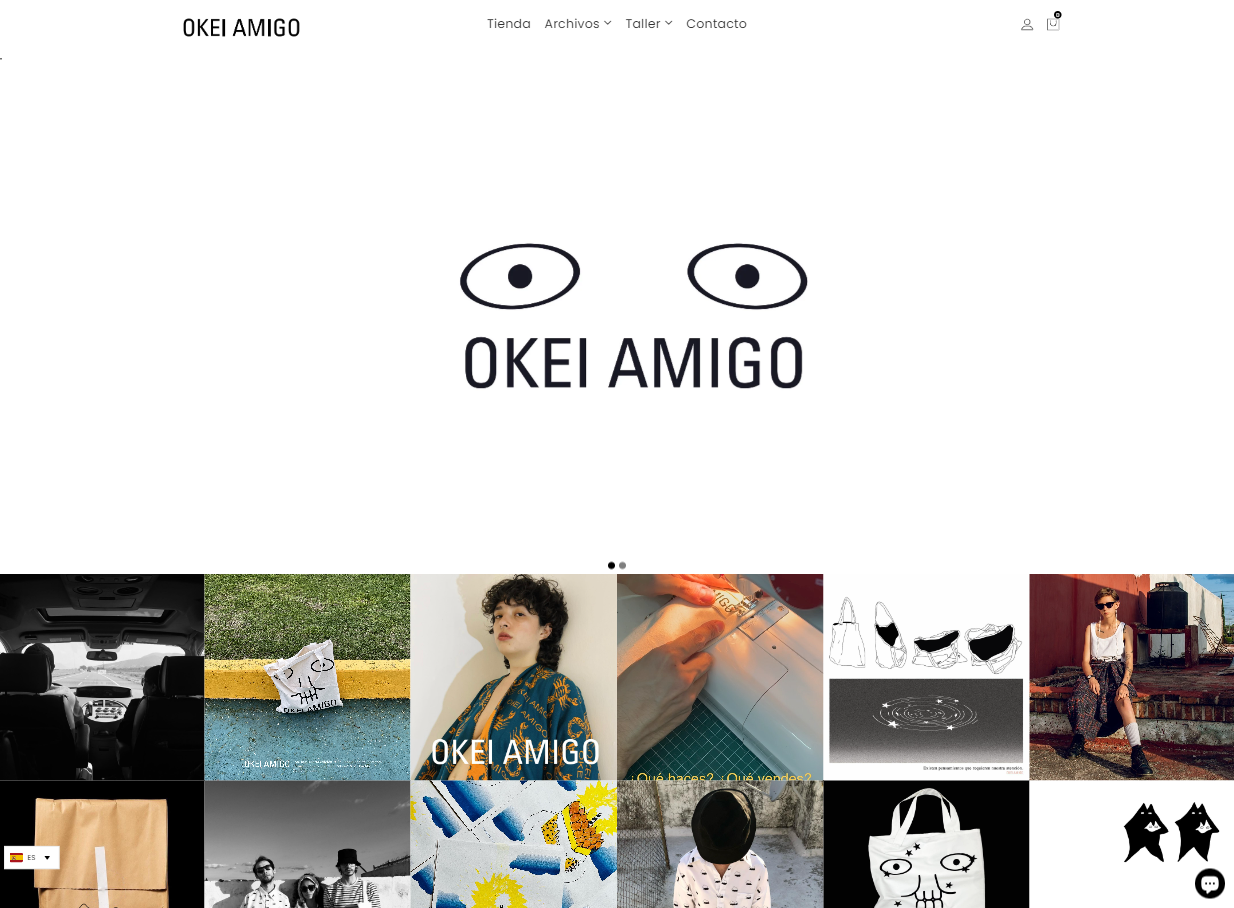 OKEI AMIGO
Tienda
Archivos
Taller
Contacto
0
OKEI AMIGO
OKEI AMIGO
OKEI AMIGO
OKEI AMIGO
¿Qué haces? ¿Qué vendes?
ES